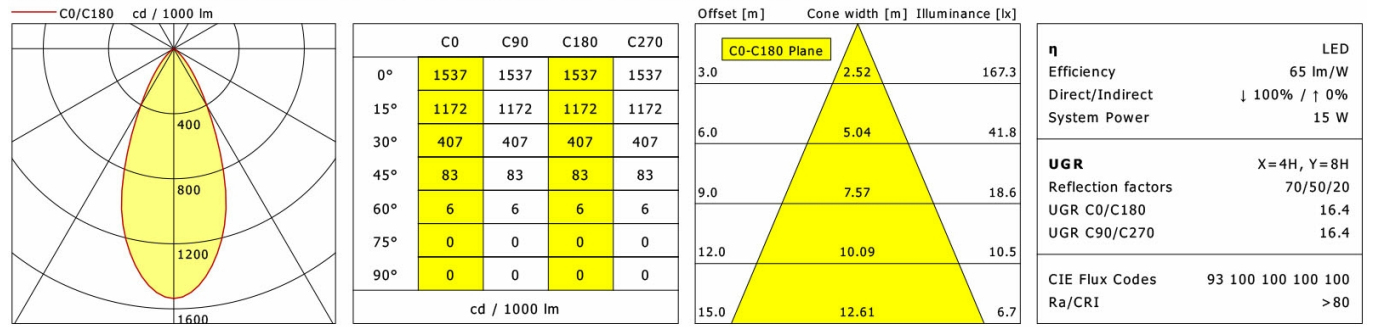 C0/C180 cd / 1000 lm
400
800
1200
1600
C0 C90 C180 C270
0° 1537 1537 1537 1537
15° 1172 1172 1172 1172
30° 407 407 407 407
45° 83 83 83 83
60° 6 6 6 6
75° 0 0 0 0
90° 0 0 0 0
cd / 1000 lm
Offset [m] Cone width [m] Illuminance [lx]
C0-C180 Plane
3.0 2.52 167.3
6.0 5.04 41.8
9.0 7.57 18.6
12.0 10.09 10.5
15.0 12.61 6.7
η LED
Efficiency 65 lm/W
Direct/Indirect ↓ 100% / ↑ 0%
System Power 15 W
UGR X=4H, Y=8H
Reflection factors 70/50/20
UGR C0/C180 16.4
UGR C90/C270 16.4
CIE Flux Codes 93 100 100 100 100
Ra/CRI >80